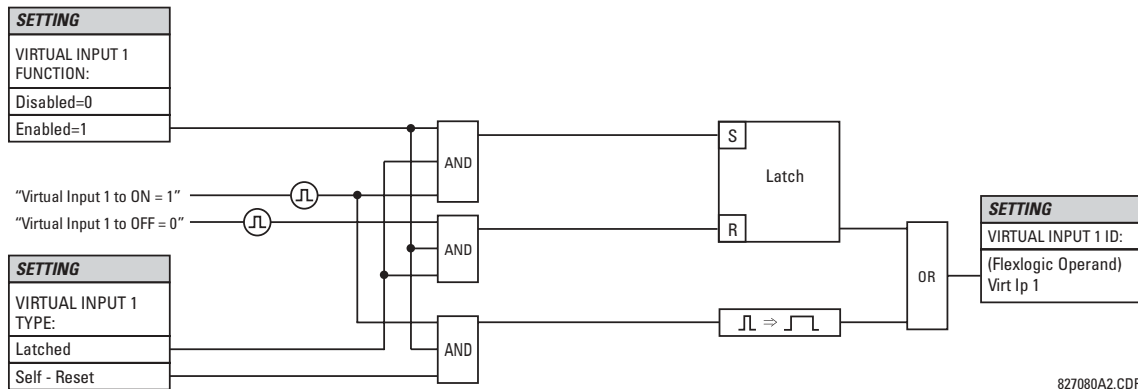 SETTING
VIRTUAL INPUT 1
FUNCTION:
Disabled=0
Enabled=1
“Virtual Input 1 to ON = 1”
“Virtual Input 1 to OFF = 0”
SETTING
VIRTUAL INPUT 1
TYPE:
Latched
Self - Reset
AND
AND
AND
S
Latch
R
OR
SETTING
VIRTUAL INPUT 1 ID:
(Flexlogic Operand)
Virt Ip 1
827080A2.CDR